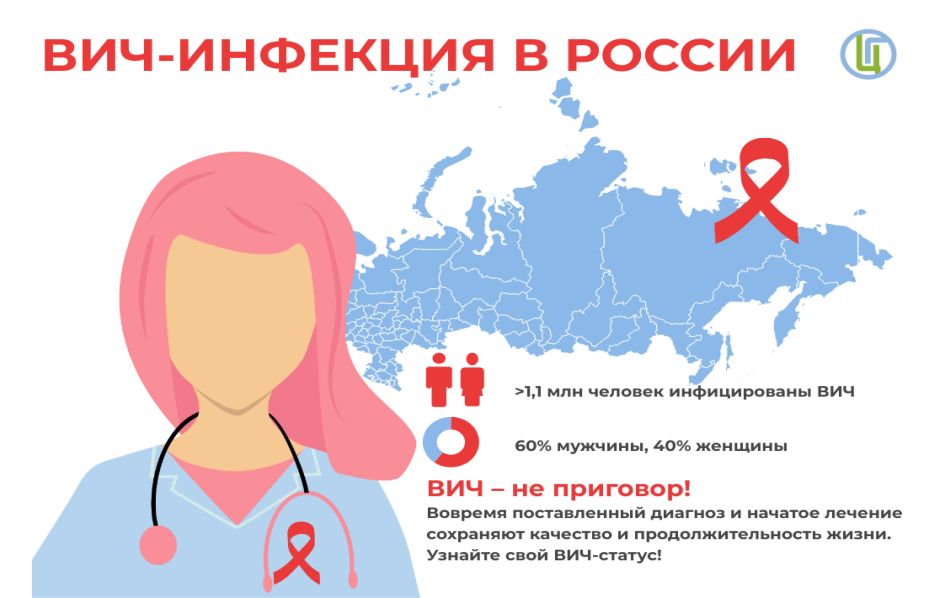 ВИЧ-ИНФЕКЦИЯ В РОССИИ
>1,1 млн человек инфицированы ВИЧ
60% мужчины, 40% женщины
ВИЧ – не приговор!
Вовремя поставленный диагноз и начатое лечение
сохраняют качество и продолжительность жизни.
Узнайте свой ВИЧ-статус!